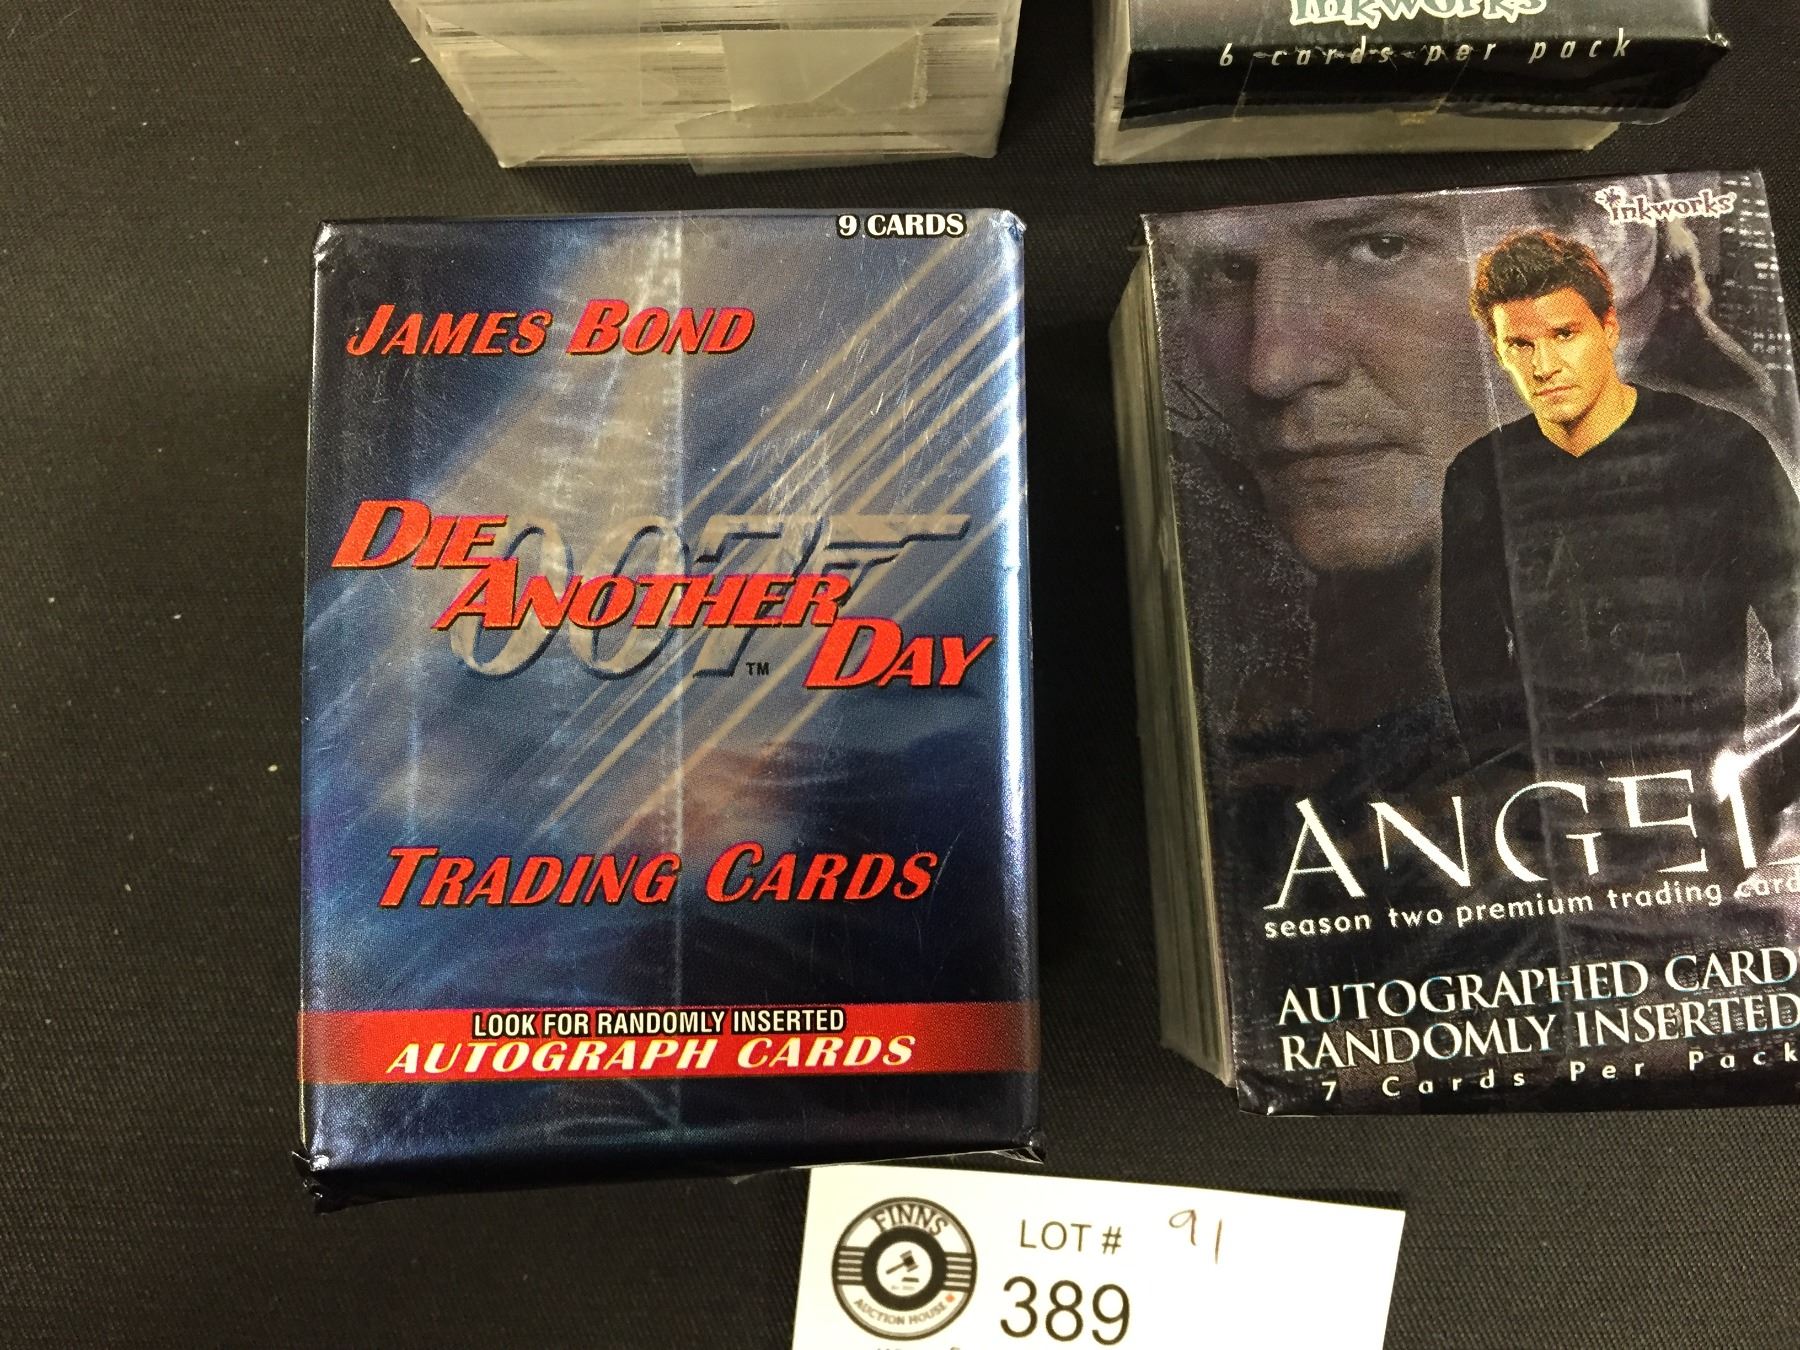 inkworks
6 cards per pack
9 CARDS
JAMES BOND
DIE
ANOTHER
DAY
007
TM
TRADING CARDS
LOOK FOR RANDOMLY INSERTED
AUTOGRAPH CARDS
inkworks
ANGEL
season two premium trading card
AUTOGRAPHED CARD
RANDOMLY INSERTED
7 Cards Per Pack
FINNS
AUCTION HOUSE
LOT # 91
389